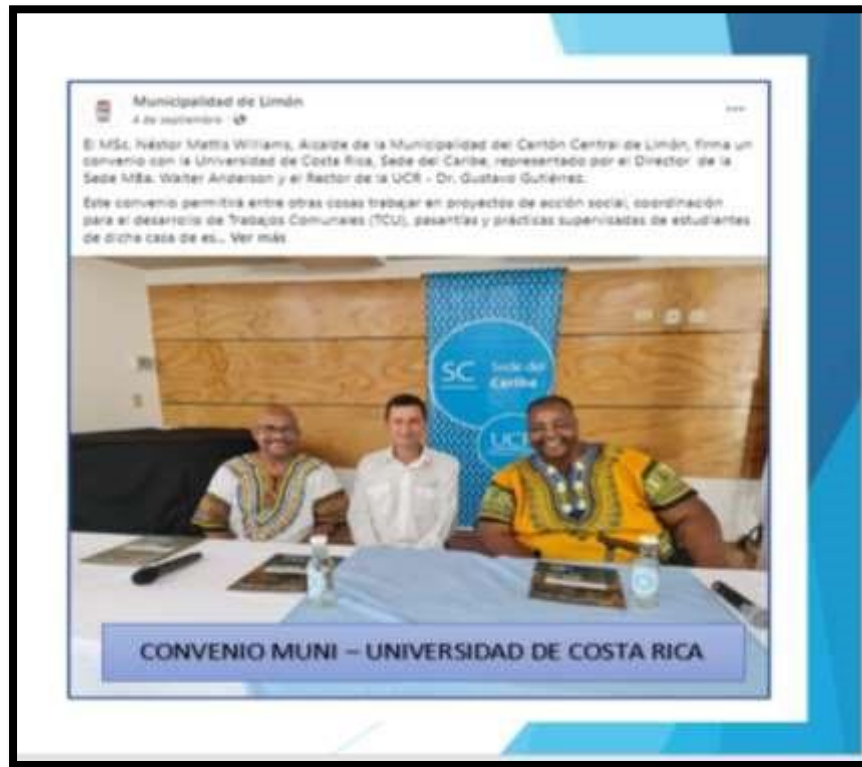 Municipalidad de Limón
4 de septiembre
El MSc. Néstor Mattis Williams, Alcalde de la Municipalidad del Cantón Central de Limón, firma un
convenio con la Universidad de Costa Rica, Sede del Caribe, representado por el Director de la
Sede MBa. Walter Anderson y el Rector de la UCR - Dr. Gustavo Gutiérrez.
Este convenio permitirá entre otras cosas trabajar en proyectos de acción social, coordinación
para el desarrollo de Trabajos Comunales (TCU), pasantías y prácticas supervisadas de estudiantes
de dicha casa de es... Ver más
SC Sede del
Caribe
UCR
CONVENIO MUNI – UNIVERSIDAD DE COSTA RICA